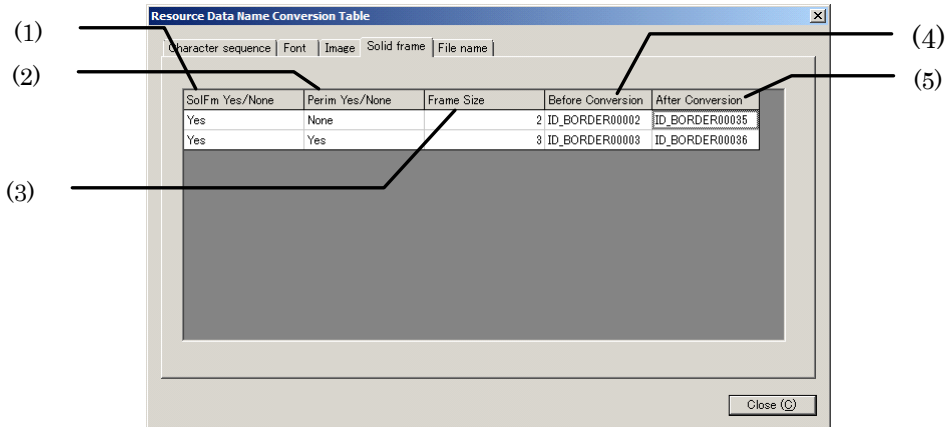 Resource Data Name Conversion Table
(1)
(4)
Character sequence Font Image Solid frame File name
(2)
(5)
SolFm Yes/None Perim Yes/None Frame Size Before Conversion After Conversion
Yes None 2 ID_BORDER00002 ID_BORDER00035
Yes Yes 3 ID_BORDER00003 ID_BORDER00036
(3)
Close (C)